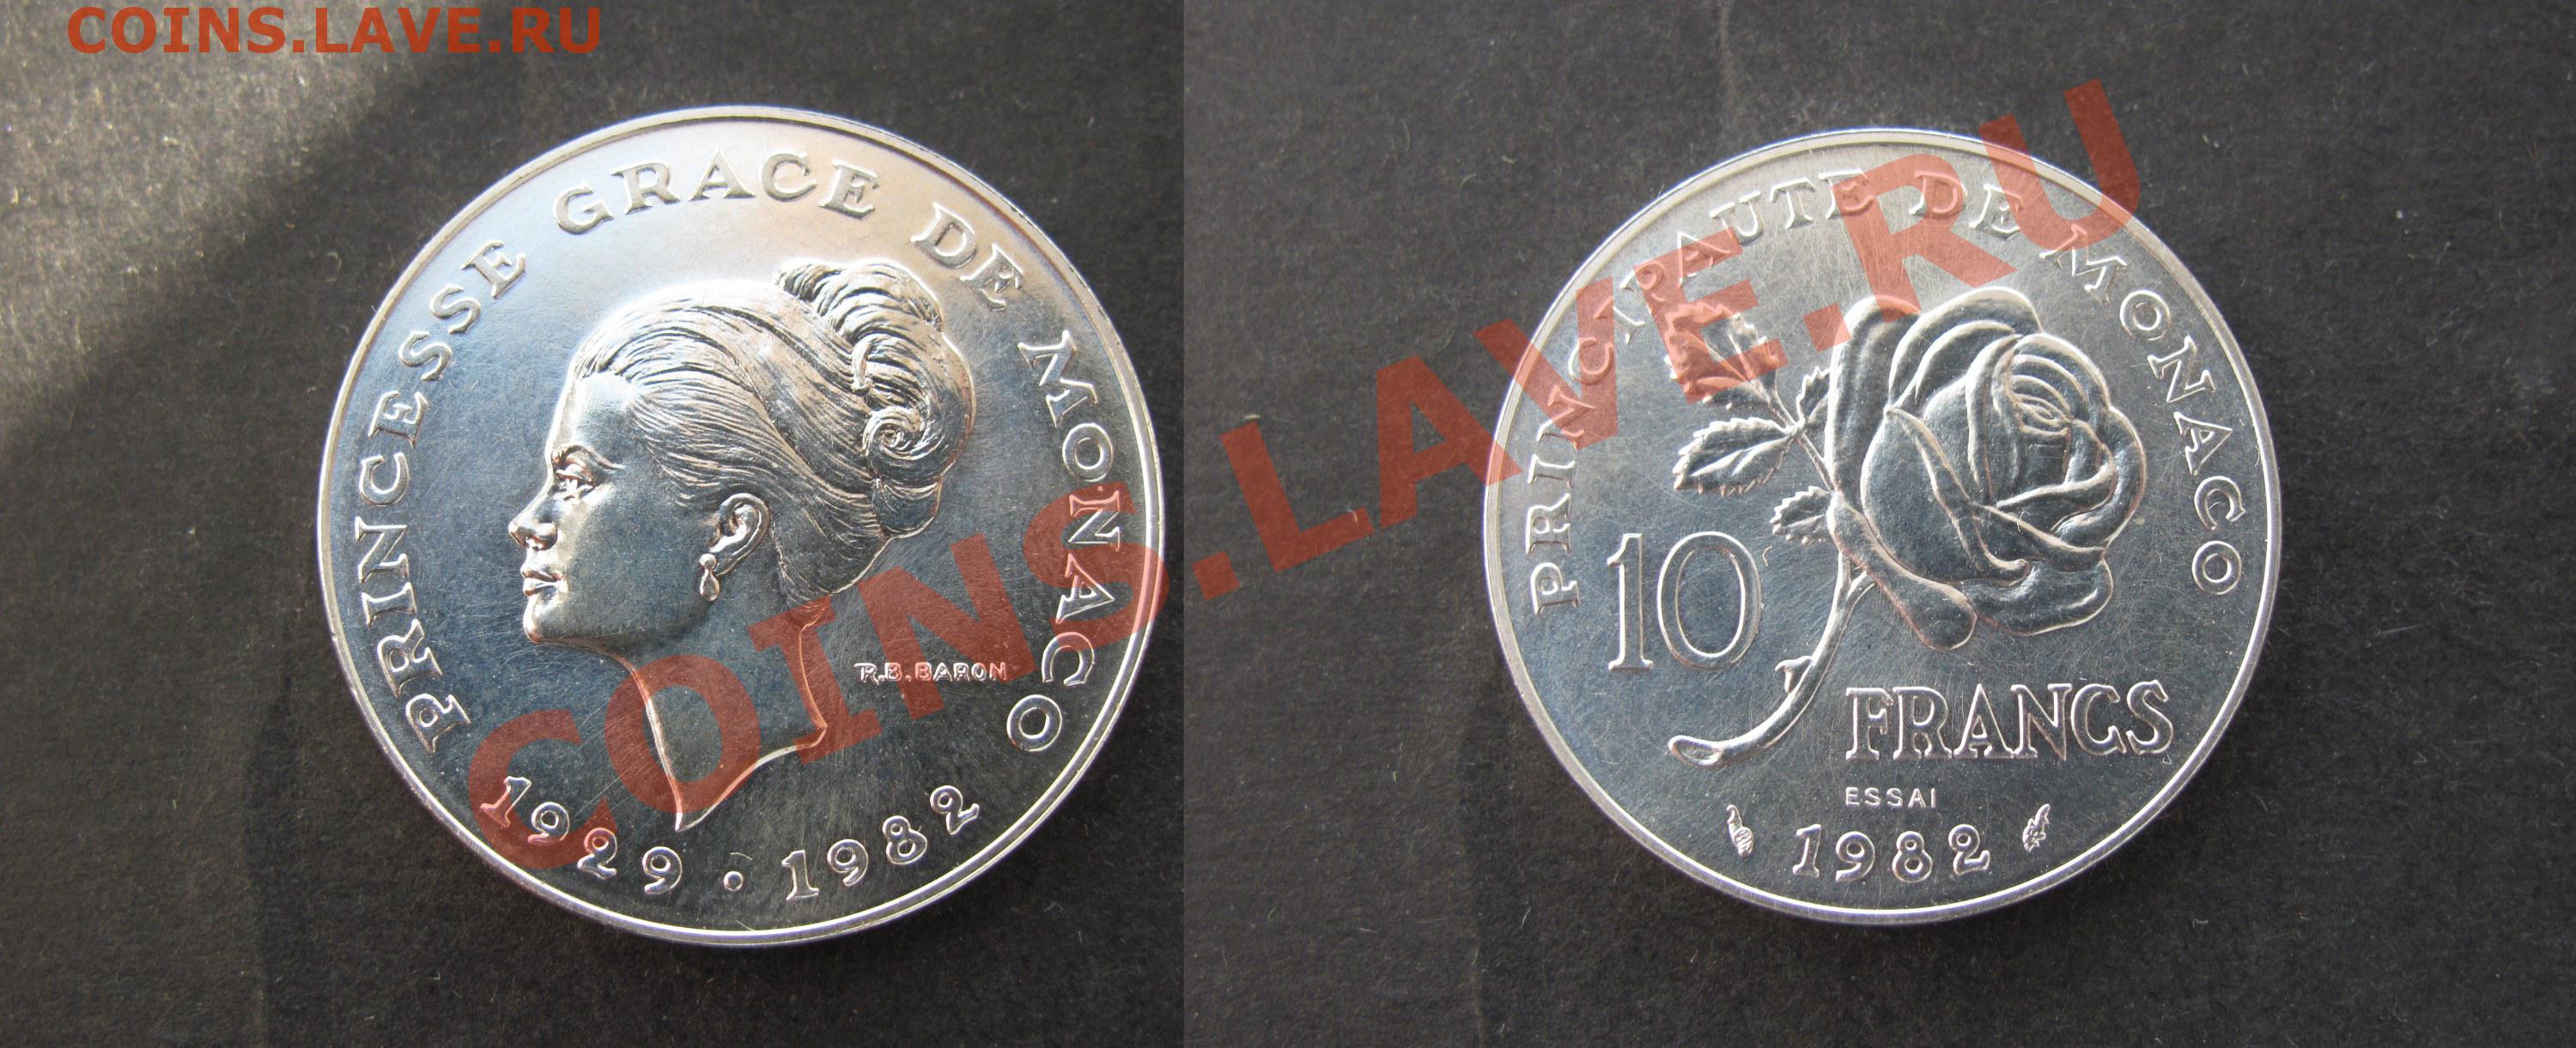 COINS.LAVE.RU
PRINCESSE GRACE DE MONACO
R.B.BARON
1929 · 1982
PRINCIPAUTE DE MONACO
10
FRANCS
ESSAI
1982
COINS.LAVE.RU